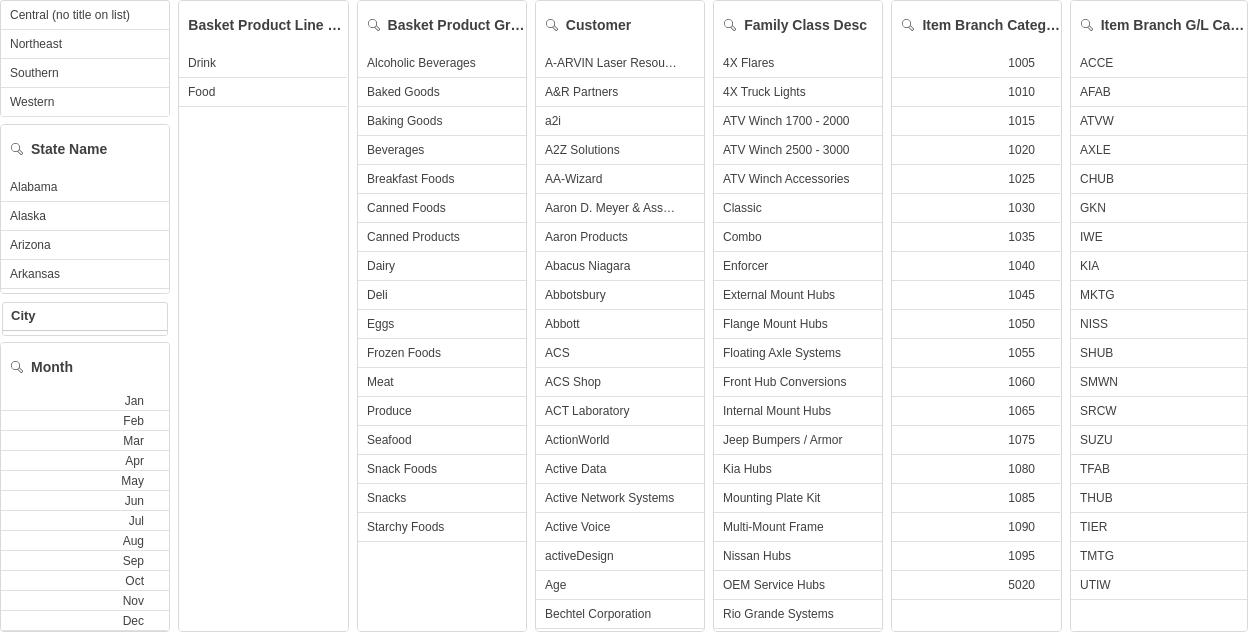 Central (no title on list)
Northeast
Southern
Western
State Name
Alabama
Alaska
Arizona
Arkansas
City
Month
Jan
Feb
Mar
Apr
May
Jun
Jul
Aug
Sep
Oct
Nov
Dec
Basket Product Line ...
Drink
Food
Basket Product Gr...
Alcoholic Beverages
Baked Goods
Baking Goods
Beverages
Breakfast Foods
Canned Foods
Canned Products
Dairy
Deli
Eggs
Frozen Foods
Meat
Produce
Seafood
Snack Foods
Snacks
Starchy Foods
Customer
A-ARVIN Laser Resou...
A&R Partners
a2i
A2Z Solutions
AA-Wizard
Aaron D. Meyer & Ass...
Aaron Products
Abacus Niagara
Abbotsbury
Abbott
ACS
ACS Shop
ACT Laboratory
ActionWorld
Active Data
Active Network Systems
Active Voice
activeDesign
Age
Bechtel Corporation
Family Class Desc
4X Flares
4X Truck Lights
ATV Winch 1700 - 2000
ATV Winch 2500 - 3000
ATV Winch Accessories
Classic
Combo
Enforcer
External Mount Hubs
Flange Mount Hubs
Floating Axle Systems
Front Hub Conversions
Internal Mount Hubs
Jeep Bumpers / Armor
Kia Hubs
Mounting Plate Kit
Multi-Mount Frame
Nissan Hubs
OEM Service Hubs
Rio Grande Systems
Item Branch Categ...
1005
1010
1015
1020
1025
1030
1035
1040
1045
1050
1055
1060
1065
1075
1080
1085
1090
1095
5020
Item Branch G/L Ca...
ACCE
AFAB
ATVW
AXLE
CHUB
GKN
IWE
KIA
MKTG
NISS
SHUB
SMWN
SRCW
SUZU
TFAB
THUB
TIER
TMTG
UTIW